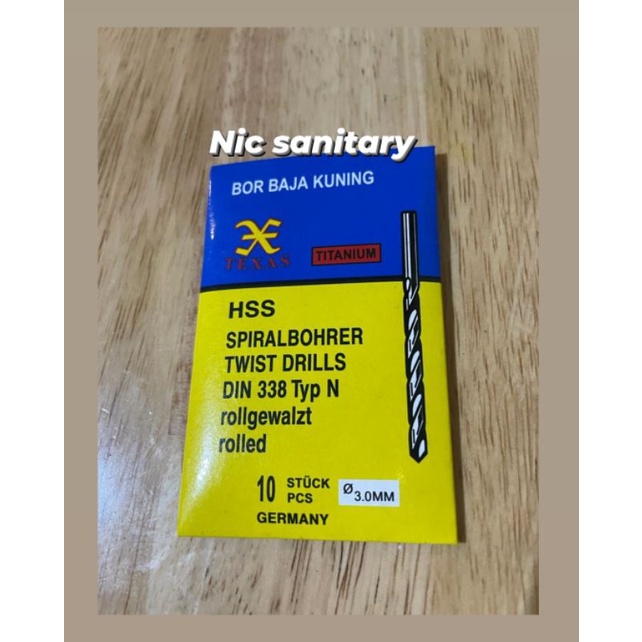 Nic sanitary
BOR BAJA KUNING
TEXAS
TITANIUM
HSS
SPIRALBOHRER
TWIST DRILLS
DIN 338 Typ N
rollgewalzt
rolled
10 STÜCK
PCS
Ø 3.0MM
GERMANY